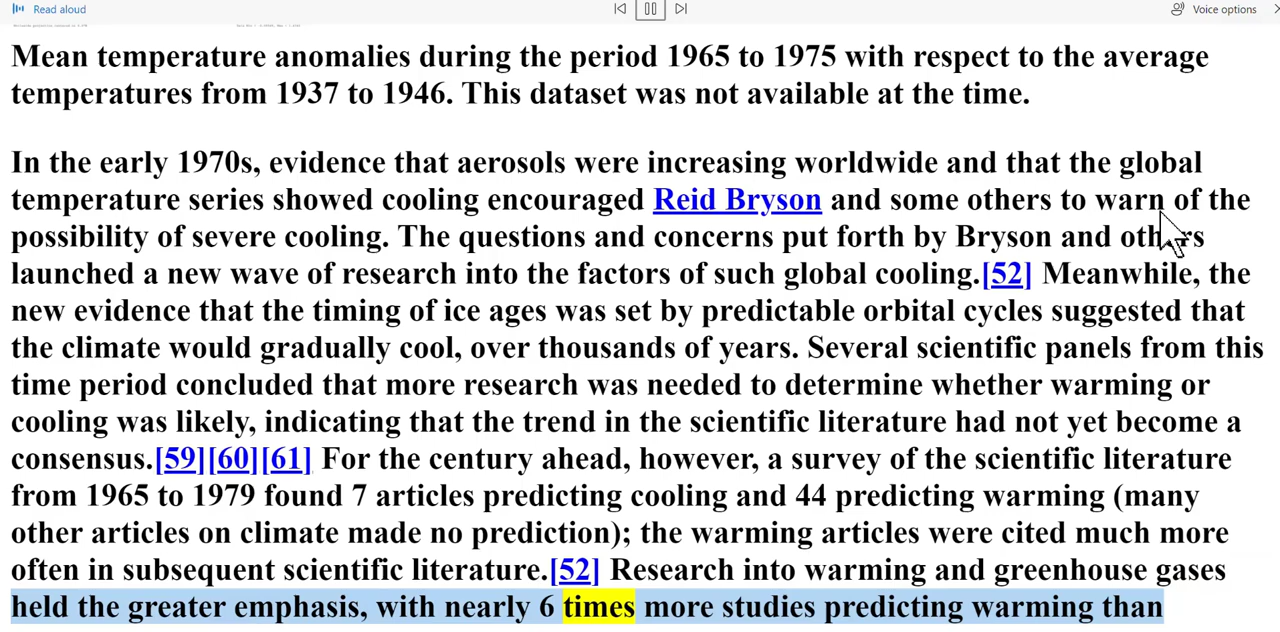 Read aloud
Voice options
Mean temperature anomalies during the period 1965 to 1975 with respect to the average
temperatures from 1937 to 1946. This dataset was not available at the time.
In the early 1970s, evidence that aerosols were increasing worldwide and that the global
temperature series showed cooling encouraged Reid Bryson and some others to warn of the
possibility of severe cooling. The questions and concerns put forth by Bryson and others
launched a new wave of research into the factors of such global cooling.[52] Meanwhile, the
new evidence that the timing of ice ages was set by predictable orbital cycles suggested that
the climate would gradually cool, over thousands of years. Several scientific panels from this
time period concluded that more research was needed to determine whether warming or
cooling was likely, indicating that the trend in the scientific literature had not yet become a
consensus.[59][60][61] For the century ahead, however, a survey of the scientific literature
from 1965 to 1979 found 7 articles predicting cooling and 44 predicting warming (many
other articles on climate made no prediction); the warming articles were cited much more
often in subsequent scientific literature.[52] Research into warming and greenhouse gases
held the greater emphasis, with nearly 6 times more studies predicting warming than